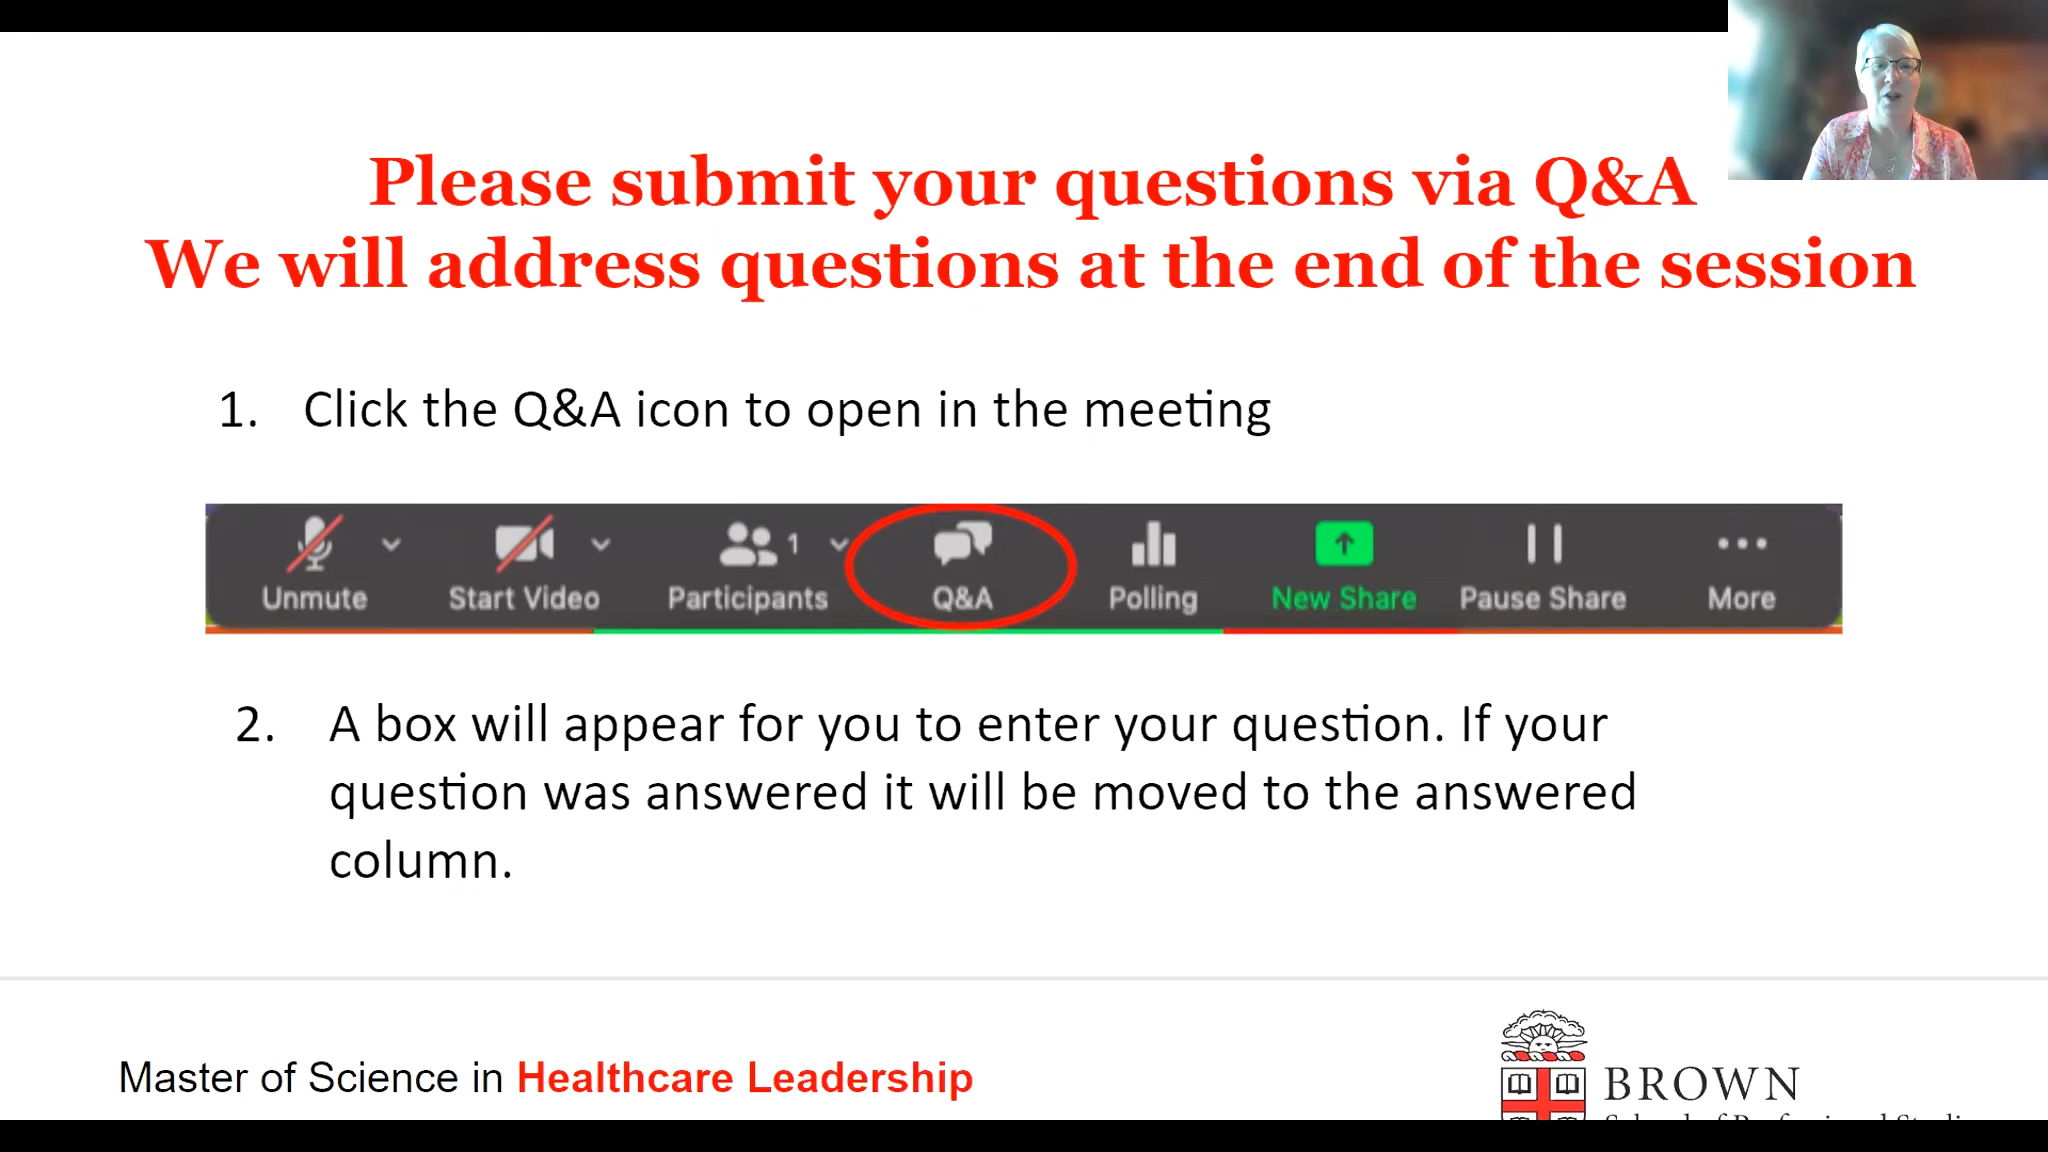 Please submit your questions via Q&A
We will address questions at the end of the session
1. Click the Q&A icon to open in the meeting
Unmute Start Video Participants 1 Q&A Polling New Share Pause Share More
2. A box will appear for you to enter your question. If your
question was answered it will be moved to the answered
column.
Master of Science in Healthcare Leadership
BROWN